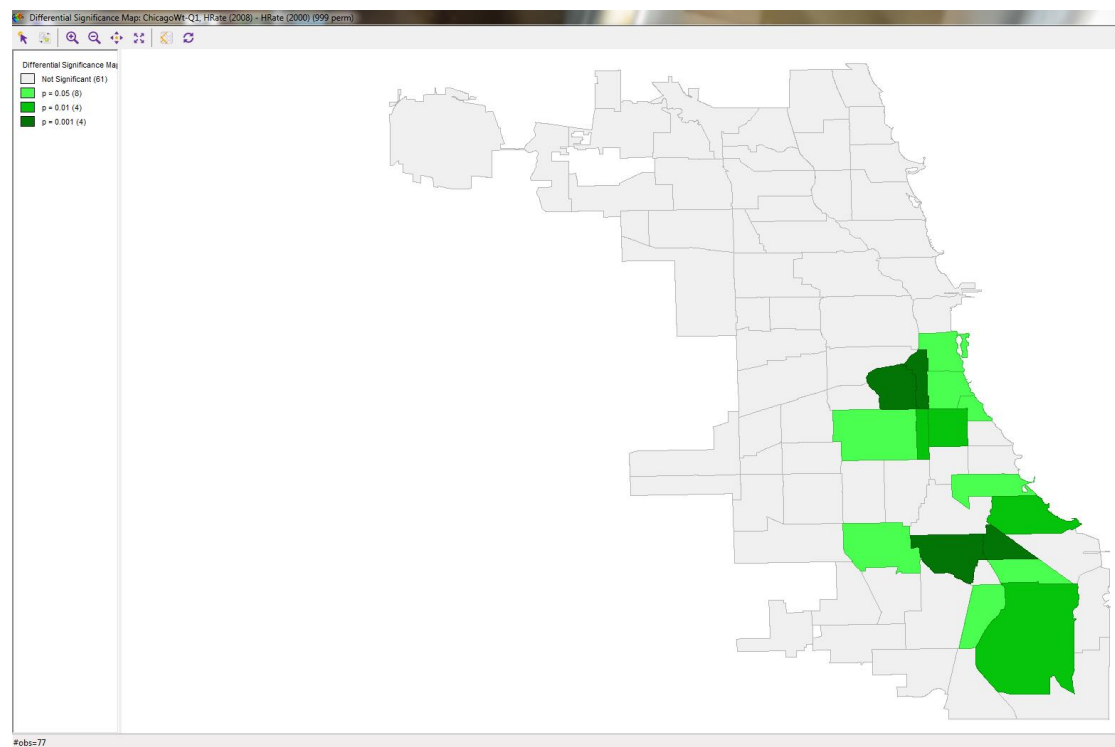 Differential Significance Map: ChicagoWt-Q1, HRate (2008) - HRate (2000) (999 perm)
Differential Significance Map
Not Significant (61)
p = 0.05 (8)
p = 0.01 (4)
p = 0.001 (4)
#obs=77